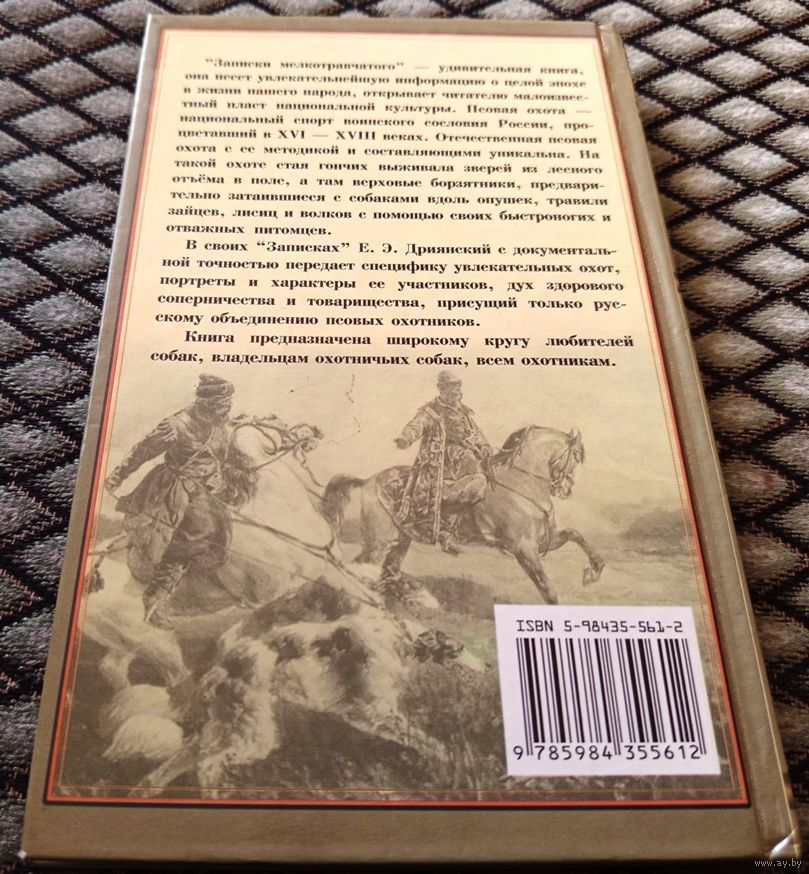 "Записки мелкотравчатого" — удивительная книга,
она несет увлекательнейшую информацию о целой эпохе
в жизни нашего народа, открывает читателю малоизвес-
тный пласт национальной культуры. Псовая охота —
национальный спорт воинского сословия России, про-
цветавший в XVI — XVIII веках. Отечественная псовая
охота с ее методикой и составляющими уникальна. На
такой охоте стая гончих выживала зверей из лесного
отъёма в поле, а там верховые борзятники, предвари-
тельно затаившиеся с собаками вдоль опушек, травили
зайцев, лисиц и волков с помощью своих быстроногих и
отважных питомцев.
В своих "Записках" Е. Э. Дриянский с документаль-
ной точностью передает специфику увлекательных охот,
портреты и характеры ее участников, дух здорового
соперничества и товарищества, присущий только рус-
скому объединению псовых охотников.
Книга предназначена широкому кругу любителей
собак, владельцам охотничьих собак, всем охотникам.
ISBN 5-98435-561-2
9 785984 355612
www.ay.by